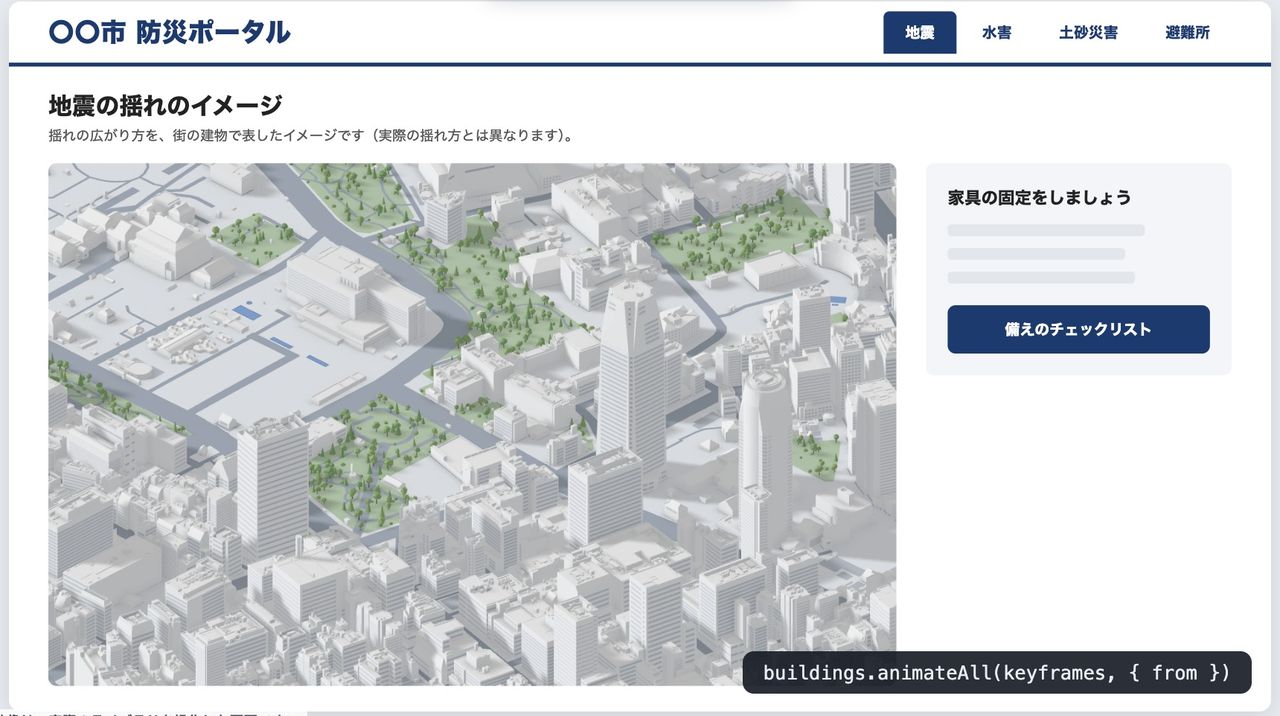 〇〇市 防災ポータル
地震
水害
土砂災害
避難所
地震の揺れのイメージ
揺れの広がり方を、街の建物で表したイメージです（実際の揺れ方とは異なります）。
家具の固定をしましょう
備えのチェックリスト
buildings.animateAll(keyframes, { from })